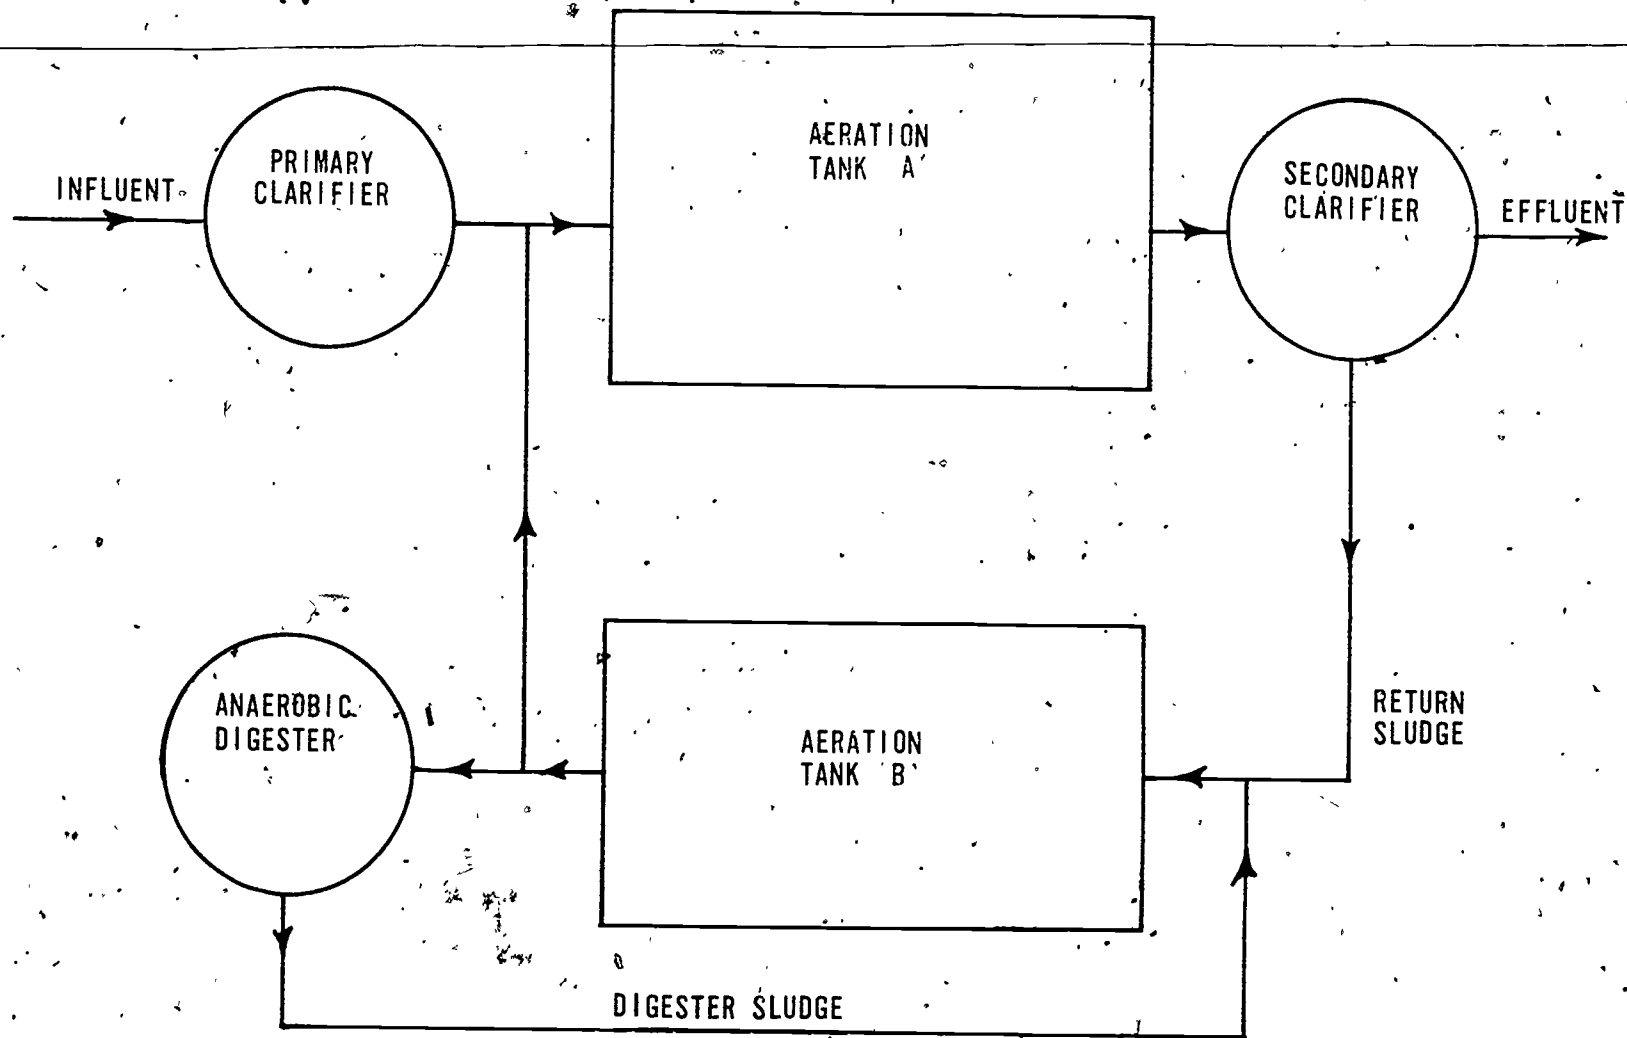 AERATION
TANK 'A'
PRIMARY
CLARIFIER
SECONDARY
CLARIFIER
INFLUENT
EFFLUENT
ANAEROBIC
DIGESTER
RETURN
SLUDGE
AERATION
TANK 'B'
DIGESTER SLUDGE